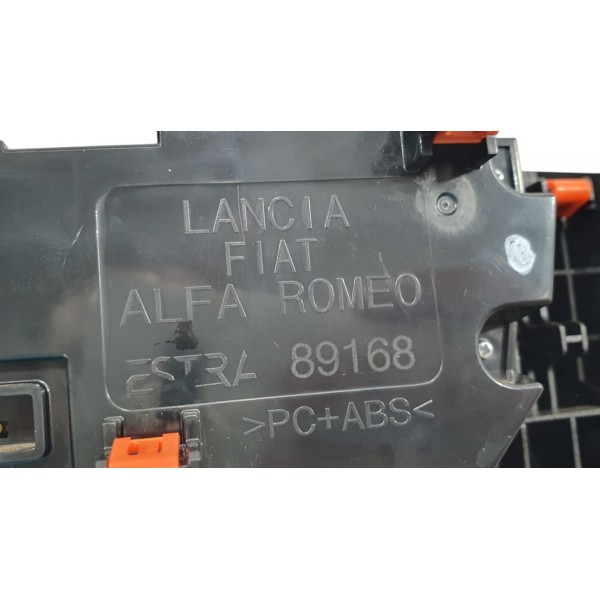 LANCIA
FIAT
ALFA ROMEO
ESTRA 89168
>PC+ABS<